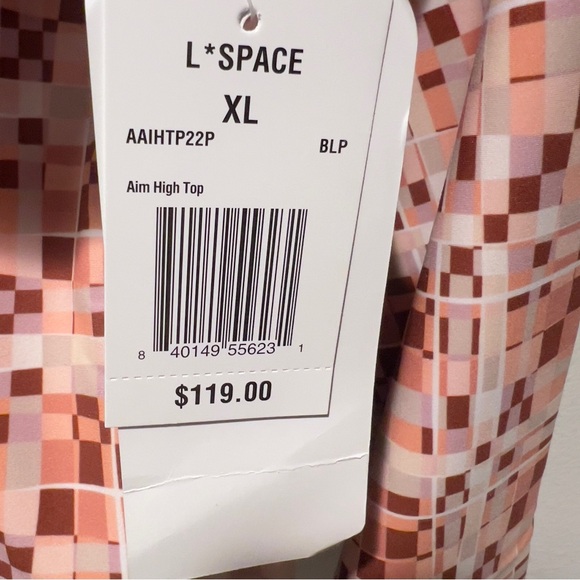 L*SPACE
XL
AAIHTP22P BLP
Aim High Top
8 40149 55623 1
$119.00